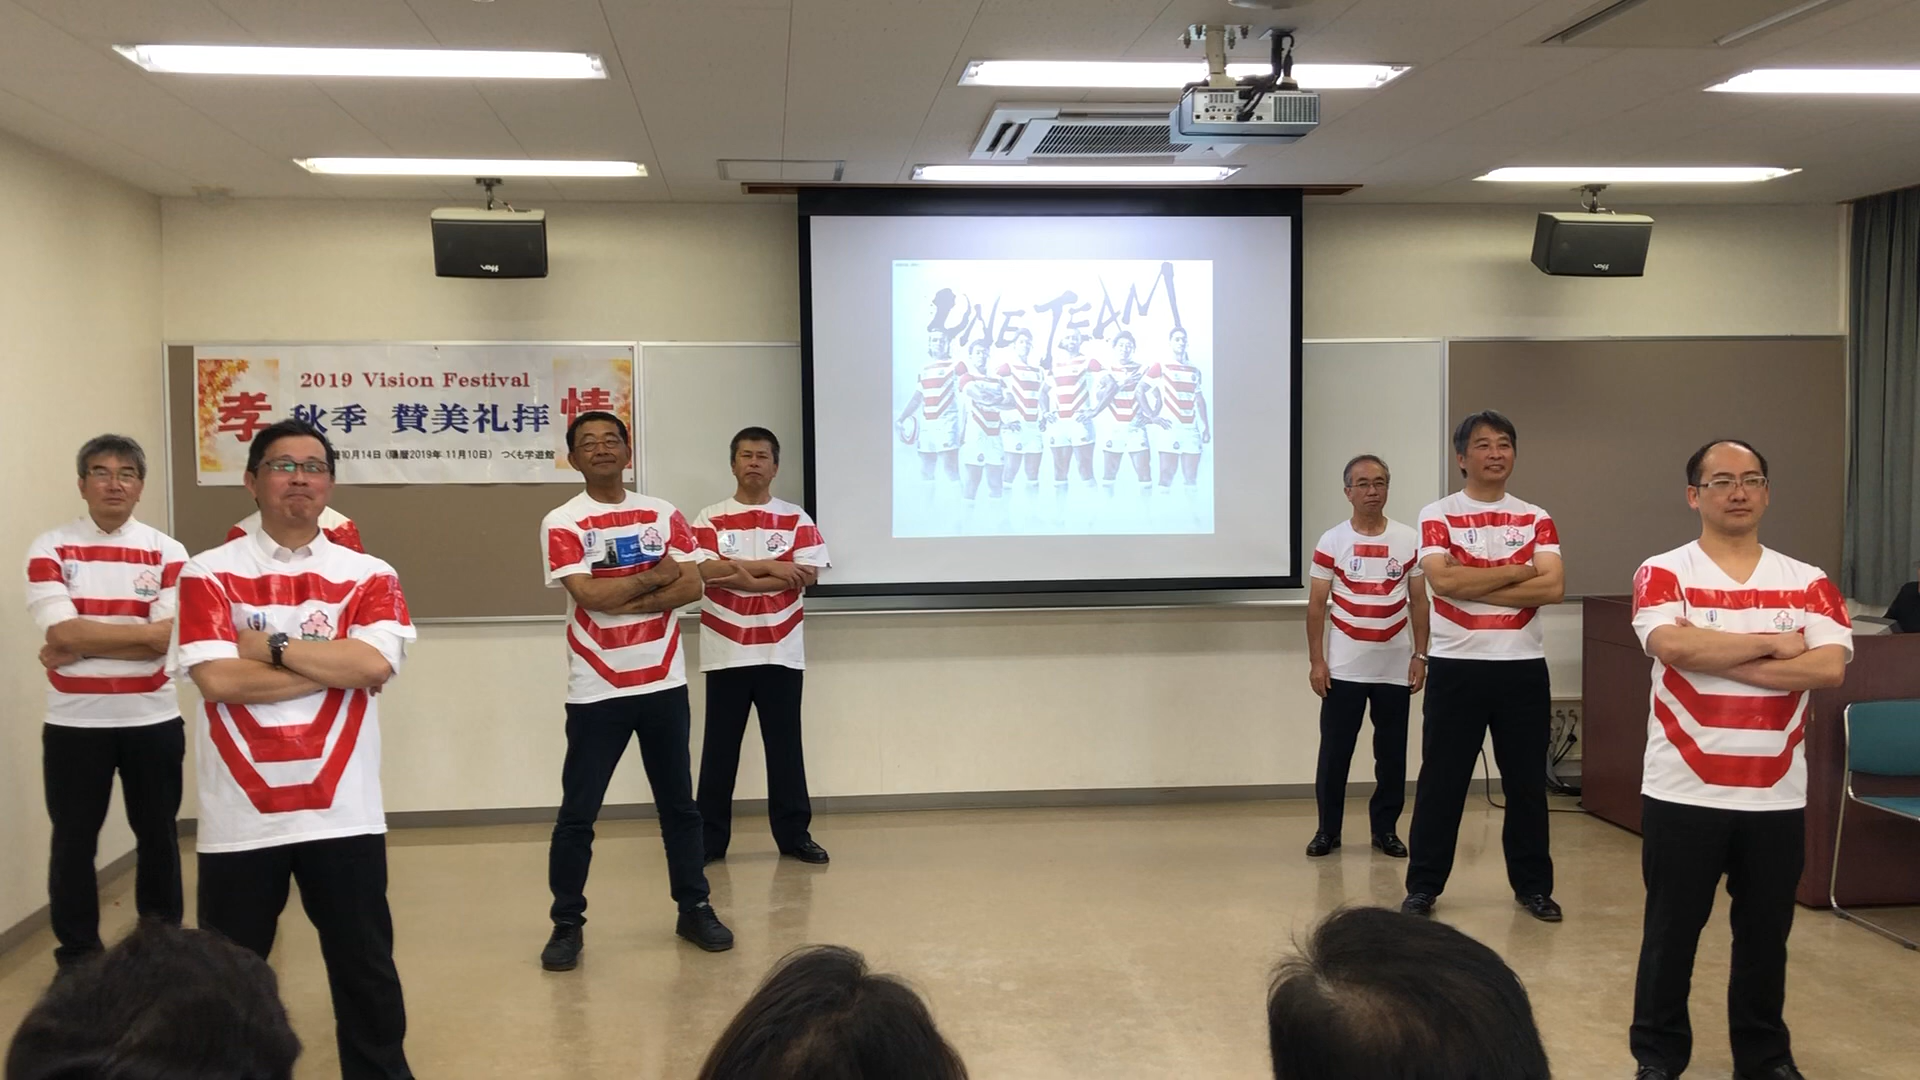 ONE TEAM
2019 Vision Festival
孝 秋季 賛美礼拝 情
10月14日 (陽暦2019年 11月10日) つくも学遊館